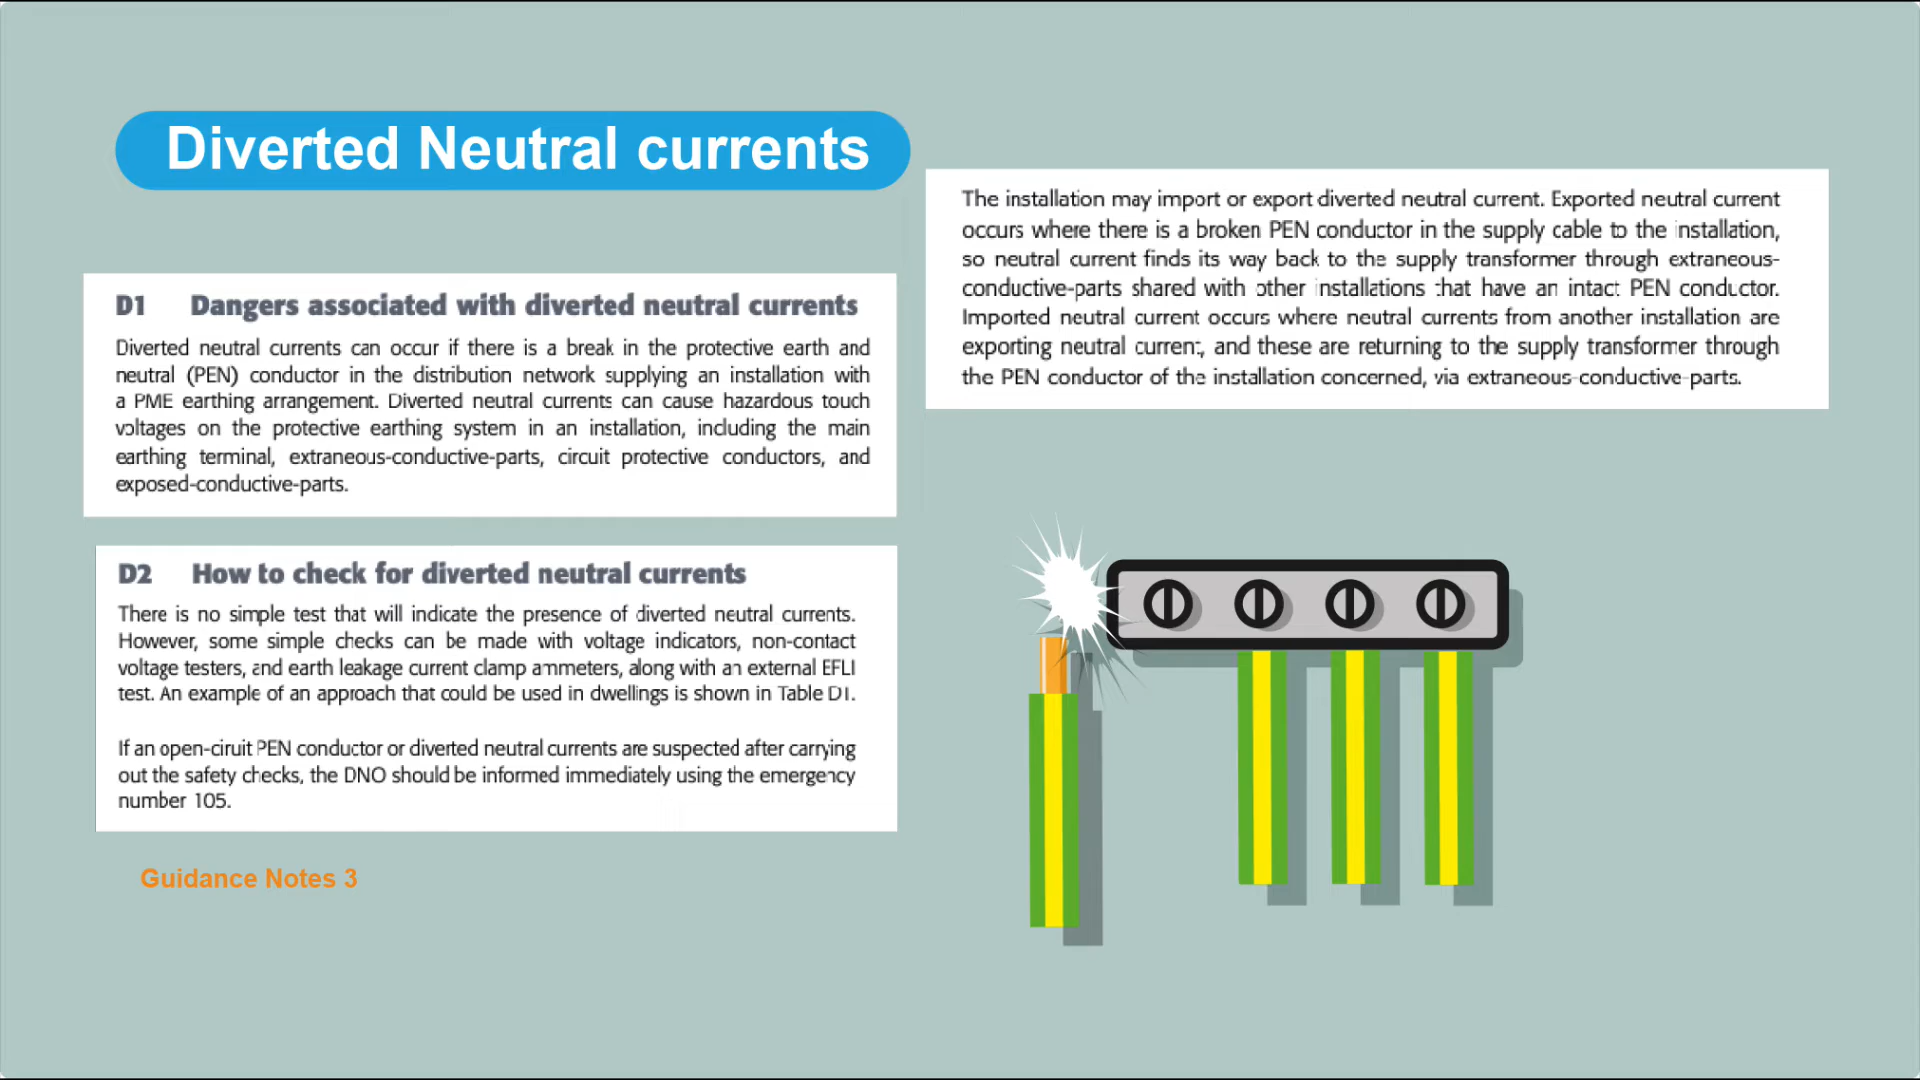 Diverted Neutral currents
D1 Dangers associated with diverted neutral currents
Diverted neutral currents can occur if there is a break in the protective earth and
neutral (PEN) conductor in the distribution network supplying an installation with
a PME earthing arrangement. Diverted neutral currents can cause hazardous touch
voltages on the protective earthing system in an installation, including the main
earthing terminal, extraneous-conductive-parts, circuit protective conductors, and
exposed-conductive-parts.
D2 How to check for diverted neutral currents
There is no simple test that will indicate the presence of diverted neutral currents.
However, some simple checks can be made with voltage indicators, non-contact
voltage testers, and earth leakage current clamp ammeters, along with an external EFLI
test. An example of an approach that could be used in dwellings is shown in Table D1.
If an open-ciruit PEN conductor or diverted neutral currents are suspected after carrying
out the safety checks, the DNO should be informed immediately using the emergency
number 105.
Guidance Notes 3
The installation may import or export diverted neutral current. Exported neutral current
occurs where there is a broken PEN conductor in the supply cable to the installation,
so neutral current finds its way back to the supply transformer through extraneous-
conductive-parts shared with other installations that have an intact PEN conductor.
Imported neutral current occurs where neutral currents from another installation are
exporting neutral current, and these are returning to the supply transformer through
the PEN conductor of the installation concerned, via extraneous-conductive-parts.